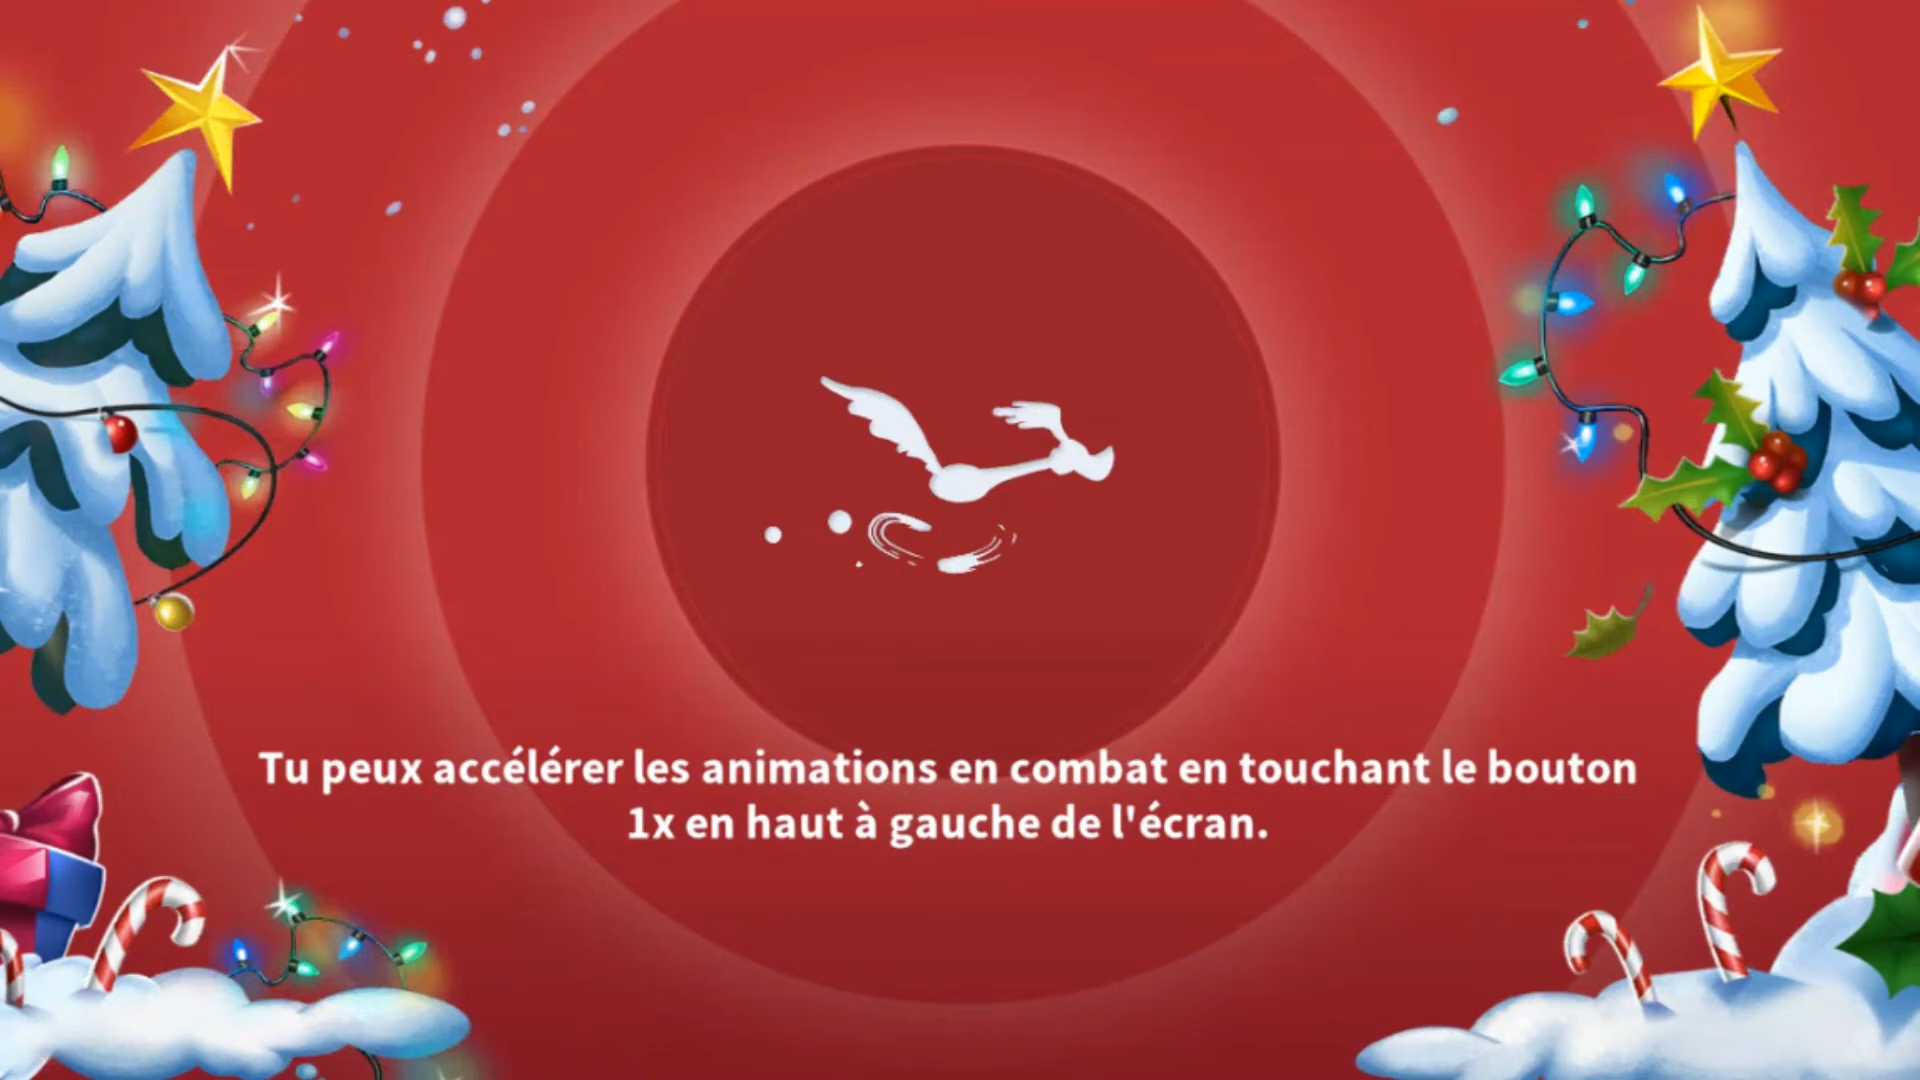 Tu peux accélérer les animations en combat en touchant le bouton
1x en haut à gauche de l'écran.